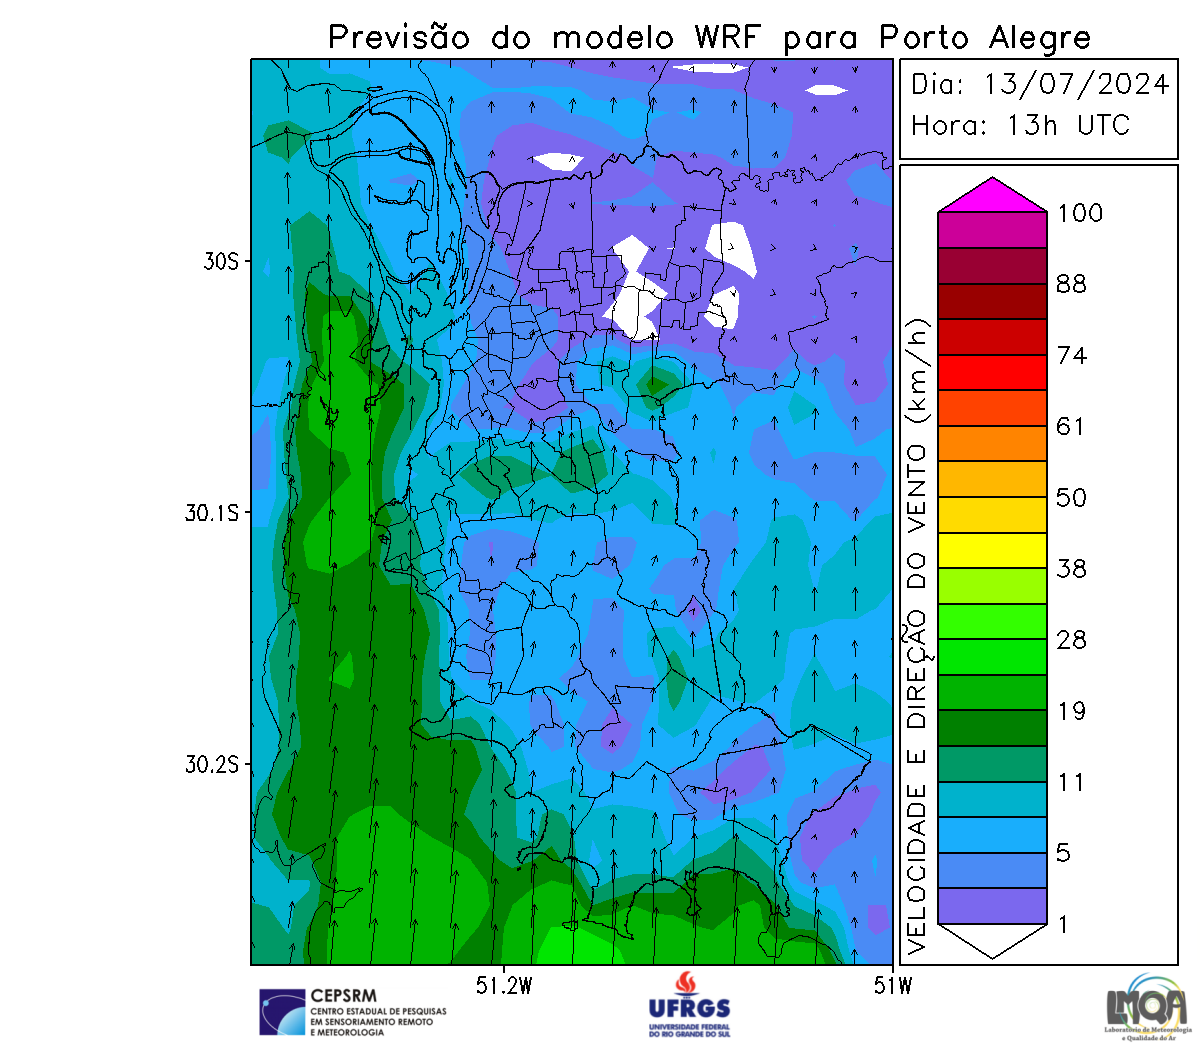 Previsão do modelo WRF para Porto Alegre
Dia: 13/07/2024
Hora: 13h UTC
30S
30.1S
30.2S
51.2W
51W
VELOCIDADE E DIREÇÃO DO VENTO (km/h)
100
88
74
61
50
38
28
19
11
5
1
CEPSRM
CENTRO ESTADUAL DE PESQUISAS
EM SENSORIAMENTO REMOTO
E METEOROLOGIA
UFRGS
UNIVERSIDADE FEDERAL
DO RIO GRANDE DO SUL
LMQA
Laboratório de Meteorologia
e Qualidade do Ar